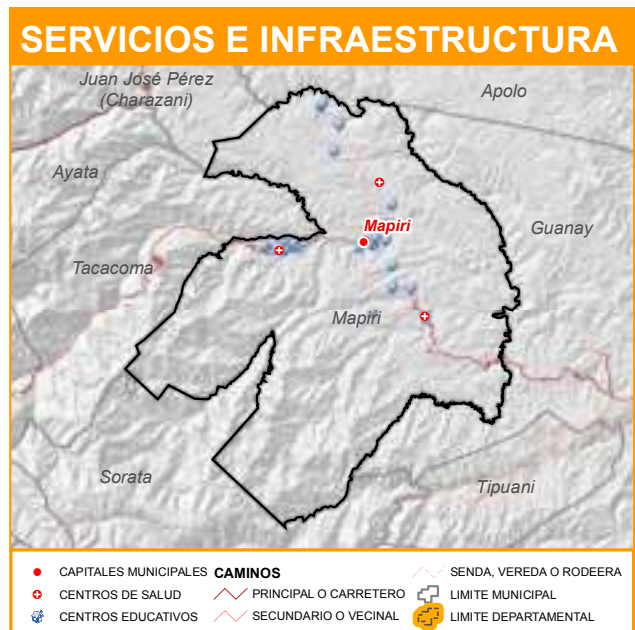 SERVICIOS E INFRAESTRUCTURA
Juan José Pérez
(Charazani)
Apolo
Ayata
Mapiri
Guanay
Tacacoma
Mapiri
Sorata
Tipuani
CAPITALES MUNICIPALES
CENTROS DE SALUD
CENTROS EDUCATIVOS
CAMINOS
PRINCIPAL O CARRETERO
SECUNDARIO O VECINAL
SENDA, VEREDA O RODEERA
LIMITE MUNICIPAL
LIMITE DEPARTAMENTAL